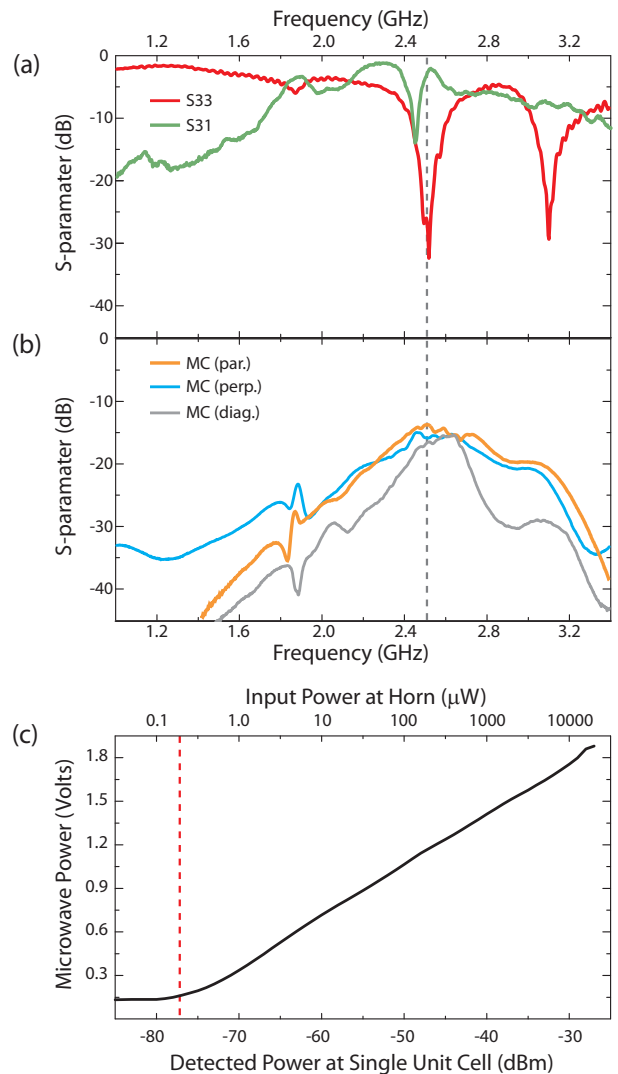 Frequency (GHz)
1.2 1.6 2.0 2.4 2.8 3.2
(a)
0
-10
-20
-30
-40
S-paramater (dB)
S33
S31
(b)
0
-10
-20
-30
-40
S-paramater (dB)
MC (par.)
MC (perp.)
MC (diag.)
1.2 1.6 2.0 2.4 2.8 3.2
Frequency (GHz)
Input Power at Horn (μW)
0.1 1.0 10 100 1000 10000
(c)
1.8
1.5
1.2
0.9
0.6
0.3
Microwave Power (Volts)
-80 -70 -60 -50 -40 -30
Detected Power at Single Unit Cell (dBm)